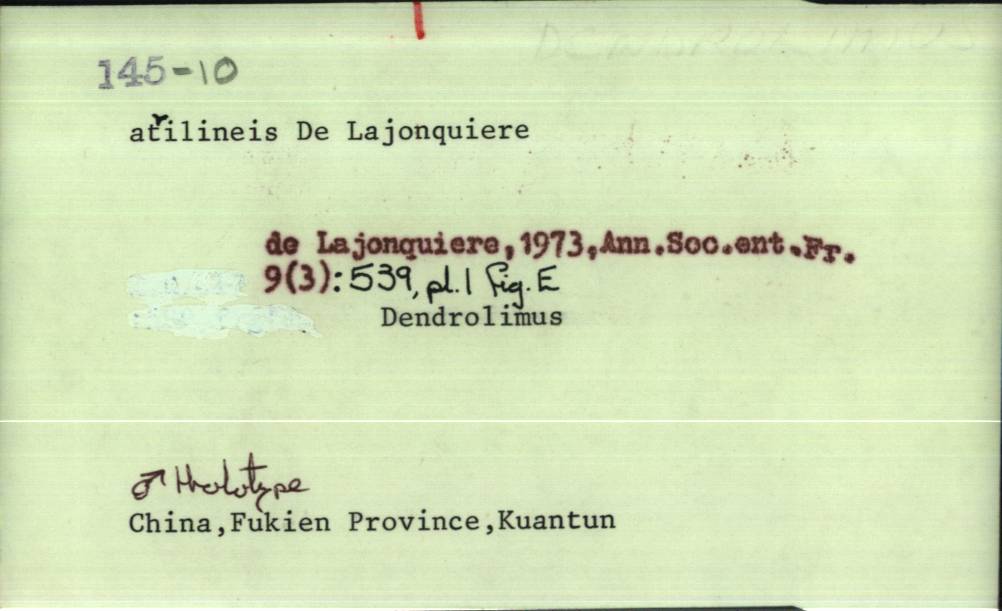 DENDROLIMUS
145-10
atrilineis De Lajonquiere
de Lajonquiere,1973,Ann.Soc.ent.Fr.
9(3):539, pl.1 fig.E
Dendrolimus
♂ Holotype
China,Fukien Province,Kuantun